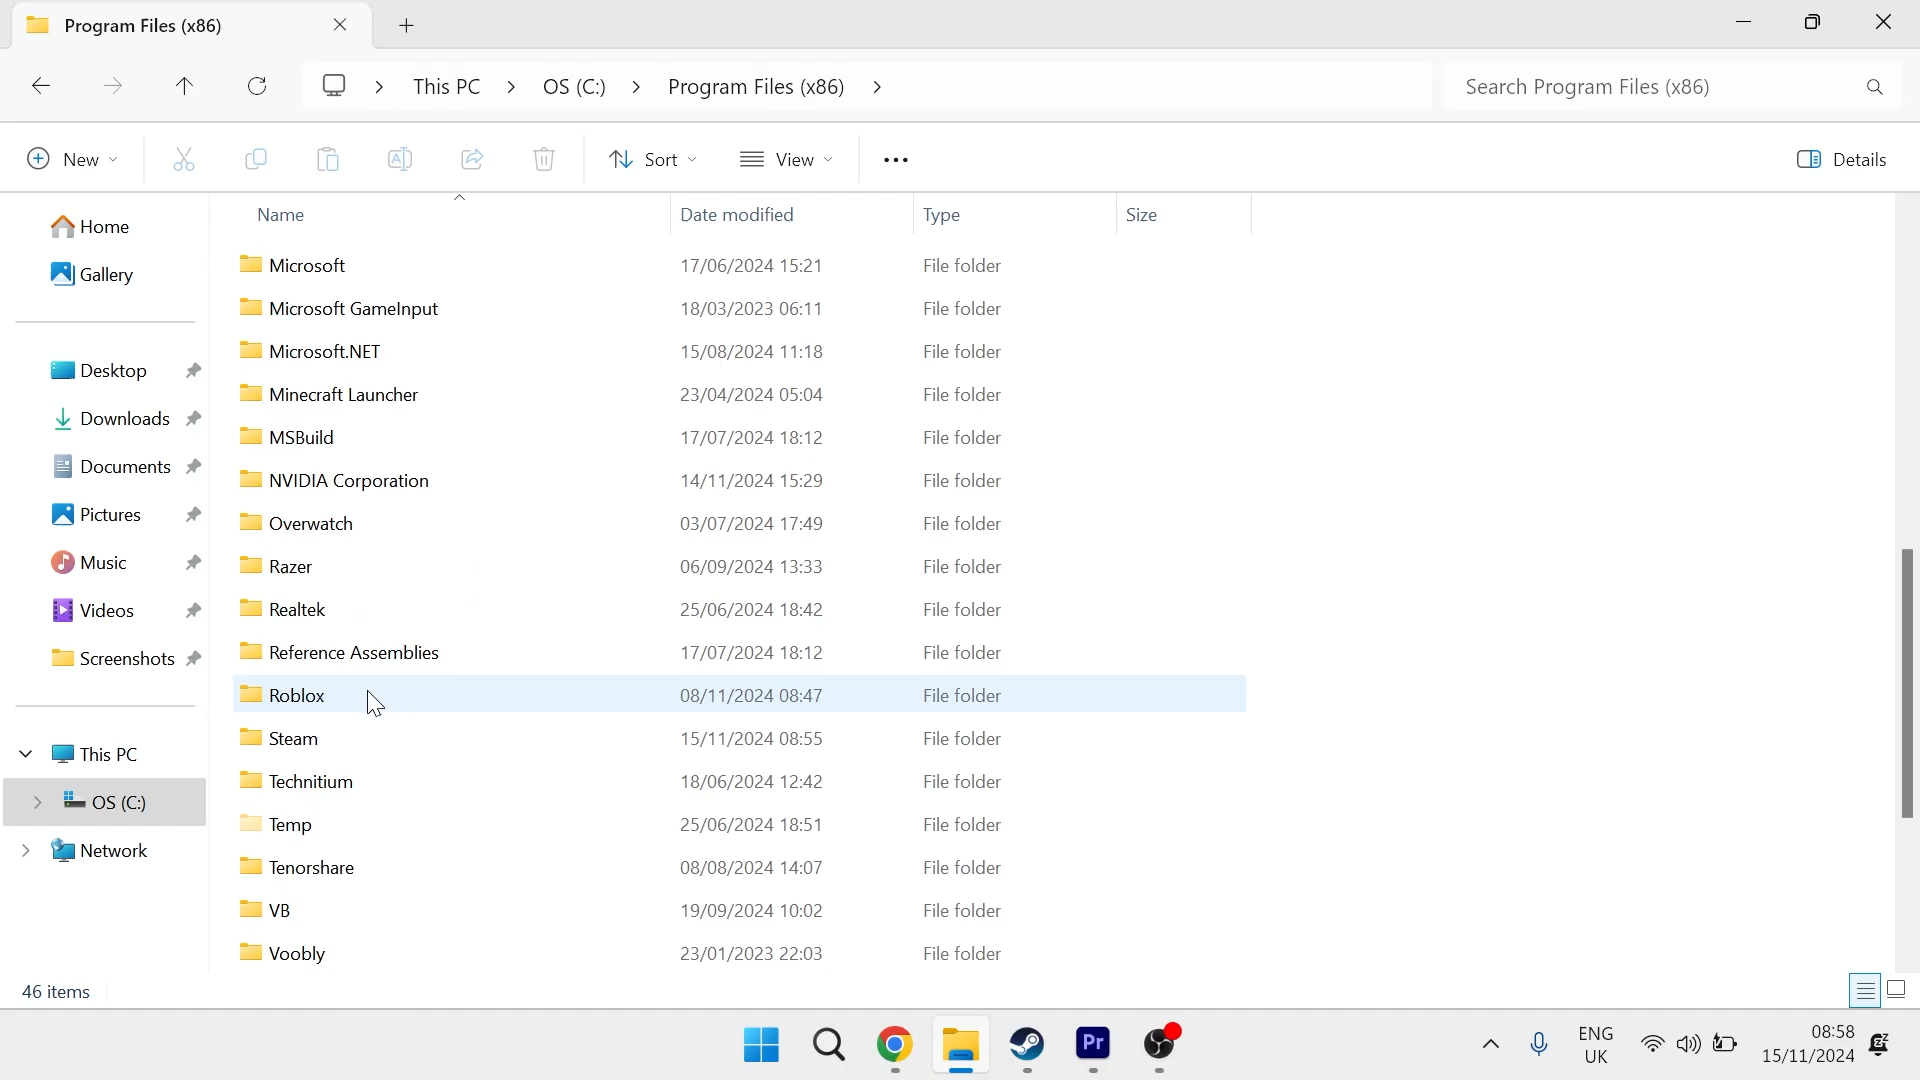 Program Files (x86)
This PC > OS (C:) > Program Files (x86) >
Search Program Files (x86)
New
Sort
View
Details
Name Date modified Type Size
Home
Gallery
Desktop
Downloads
Documents
Pictures
Music
Videos
Screenshots
This PC
OS (C:)
Network
Microsoft 17/06/2024 15:21 File folder
Microsoft GameInput 18/03/2023 06:11 File folder
Microsoft.NET 15/08/2024 11:18 File folder
Minecraft Launcher 23/04/2024 05:04 File folder
MSBuild 17/07/2024 18:12 File folder
NVIDIA Corporation 14/11/2024 15:29 File folder
Overwatch 03/07/2024 17:49 File folder
Razer 06/09/2024 13:33 File folder
Realtek 25/06/2024 18:42 File folder
Reference Assemblies 17/07/2024 18:12 File folder
Roblox 08/11/2024 08:47 File folder
Steam 15/11/2024 08:55 File folder
Technitium 18/06/2024 12:42 File folder
Temp 25/06/2024 18:51 File folder
Tenorshare 08/08/2024 14:07 File folder
VB 19/09/2024 10:02 File folder
Voobly 23/01/2023 22:03 File folder
46 items
Pr
ENG
UK
08:58
15/11/2024